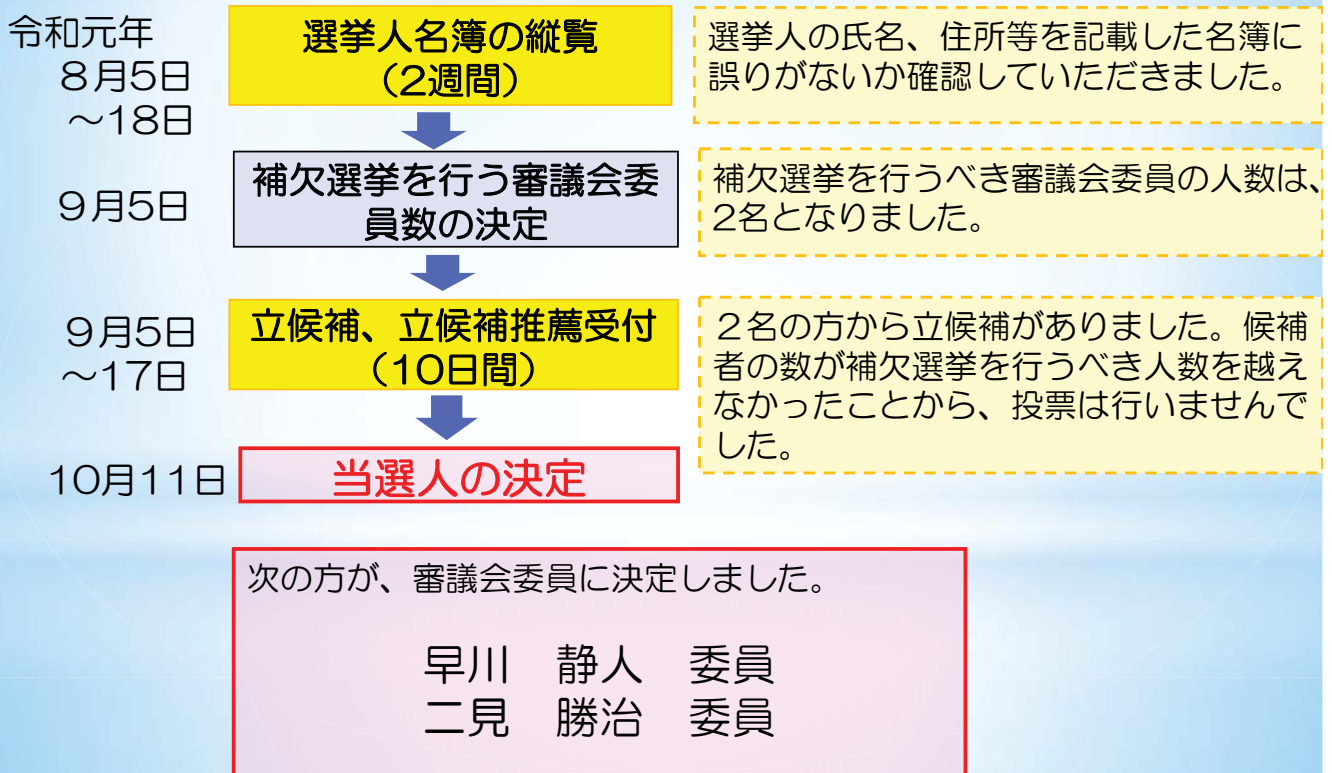 令和元年
8月5日
～18日
選挙人名簿の縦覧
（2週間）
選挙人の氏名、住所等を記載した名簿に
誤りがないか確認していただきました。
9月5日
補欠選挙を行う審議会委
員数の決定
補欠選挙を行うべき審議会委員の人数は、
2名となりました。
9月5日
～17日
立候補、立候補推薦受付
（10日間）
２名の方から立候補がありました。候補
者の数が補欠選挙を行うべき人数を越え
なかったことから、投票は行いませんで
した。
10月11日
当選人の決定
次の方が、審議会委員に決定しました。
早川　静人　委員
二見　勝治　委員